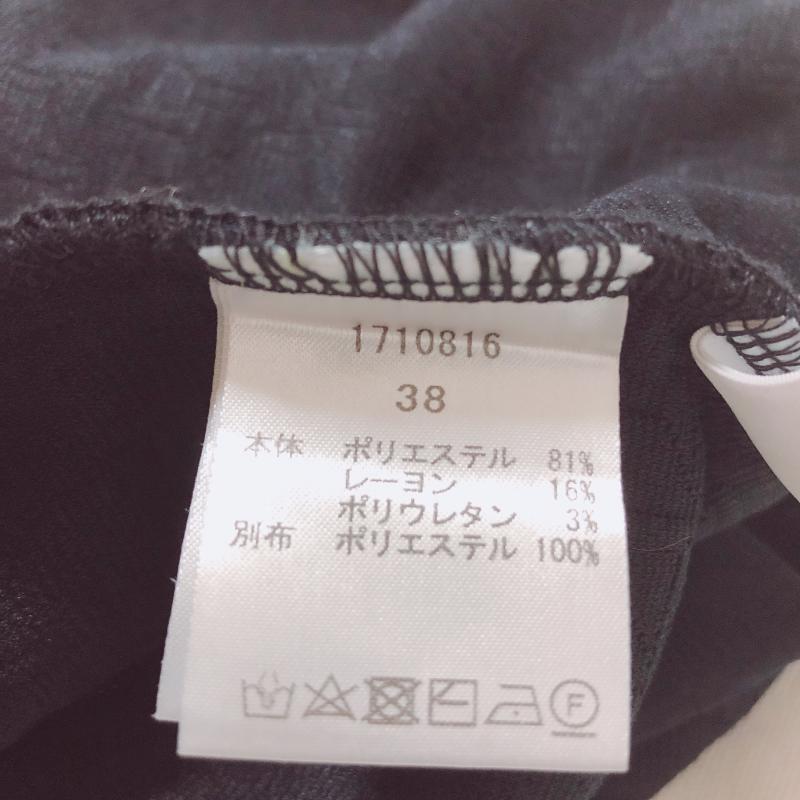 1710816
38
本体 ポリエステル 81%
レーヨン 16%
ポリウレタン 3%
別布 ポリエステル 100%
F